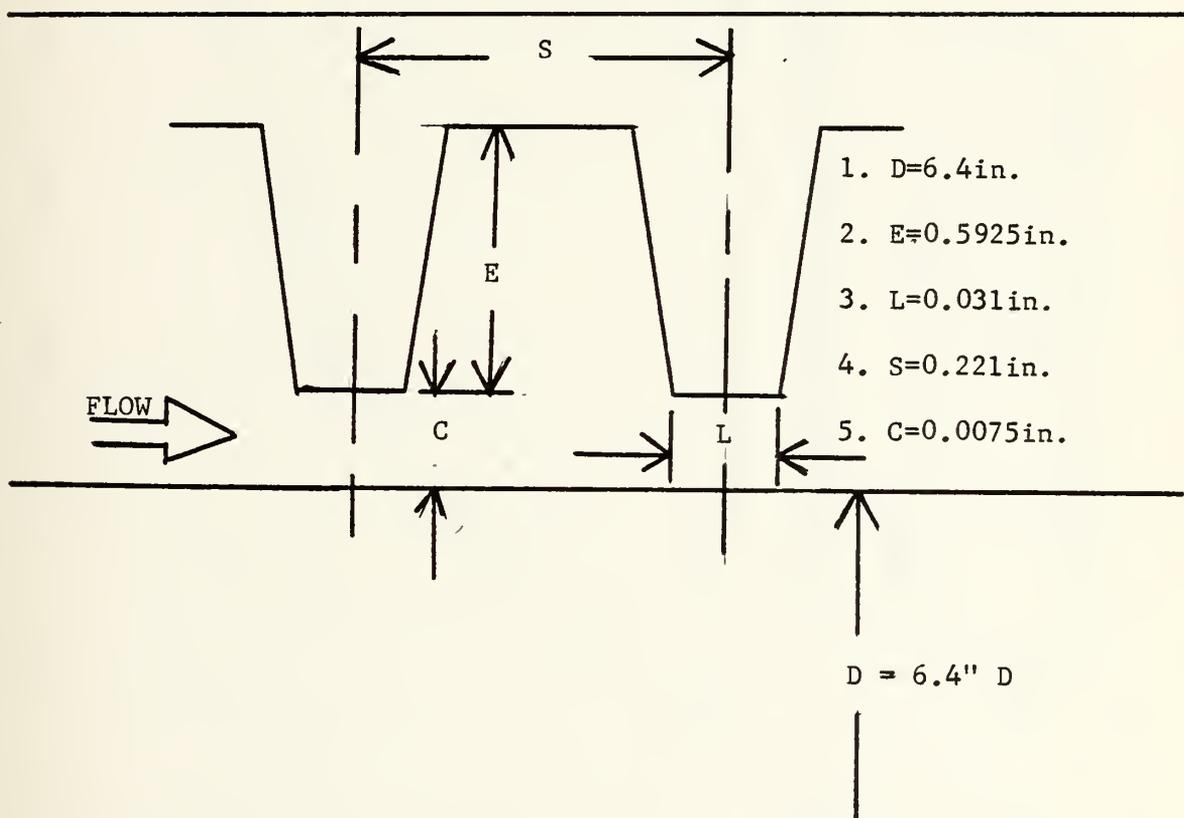 S
1. D=6.4in.
2. E=0.5925in.
E
3. L=0.031in.
4. S=0.221in.
FLOW
C
L
5. C=0.0075in.
D = 6.4" D